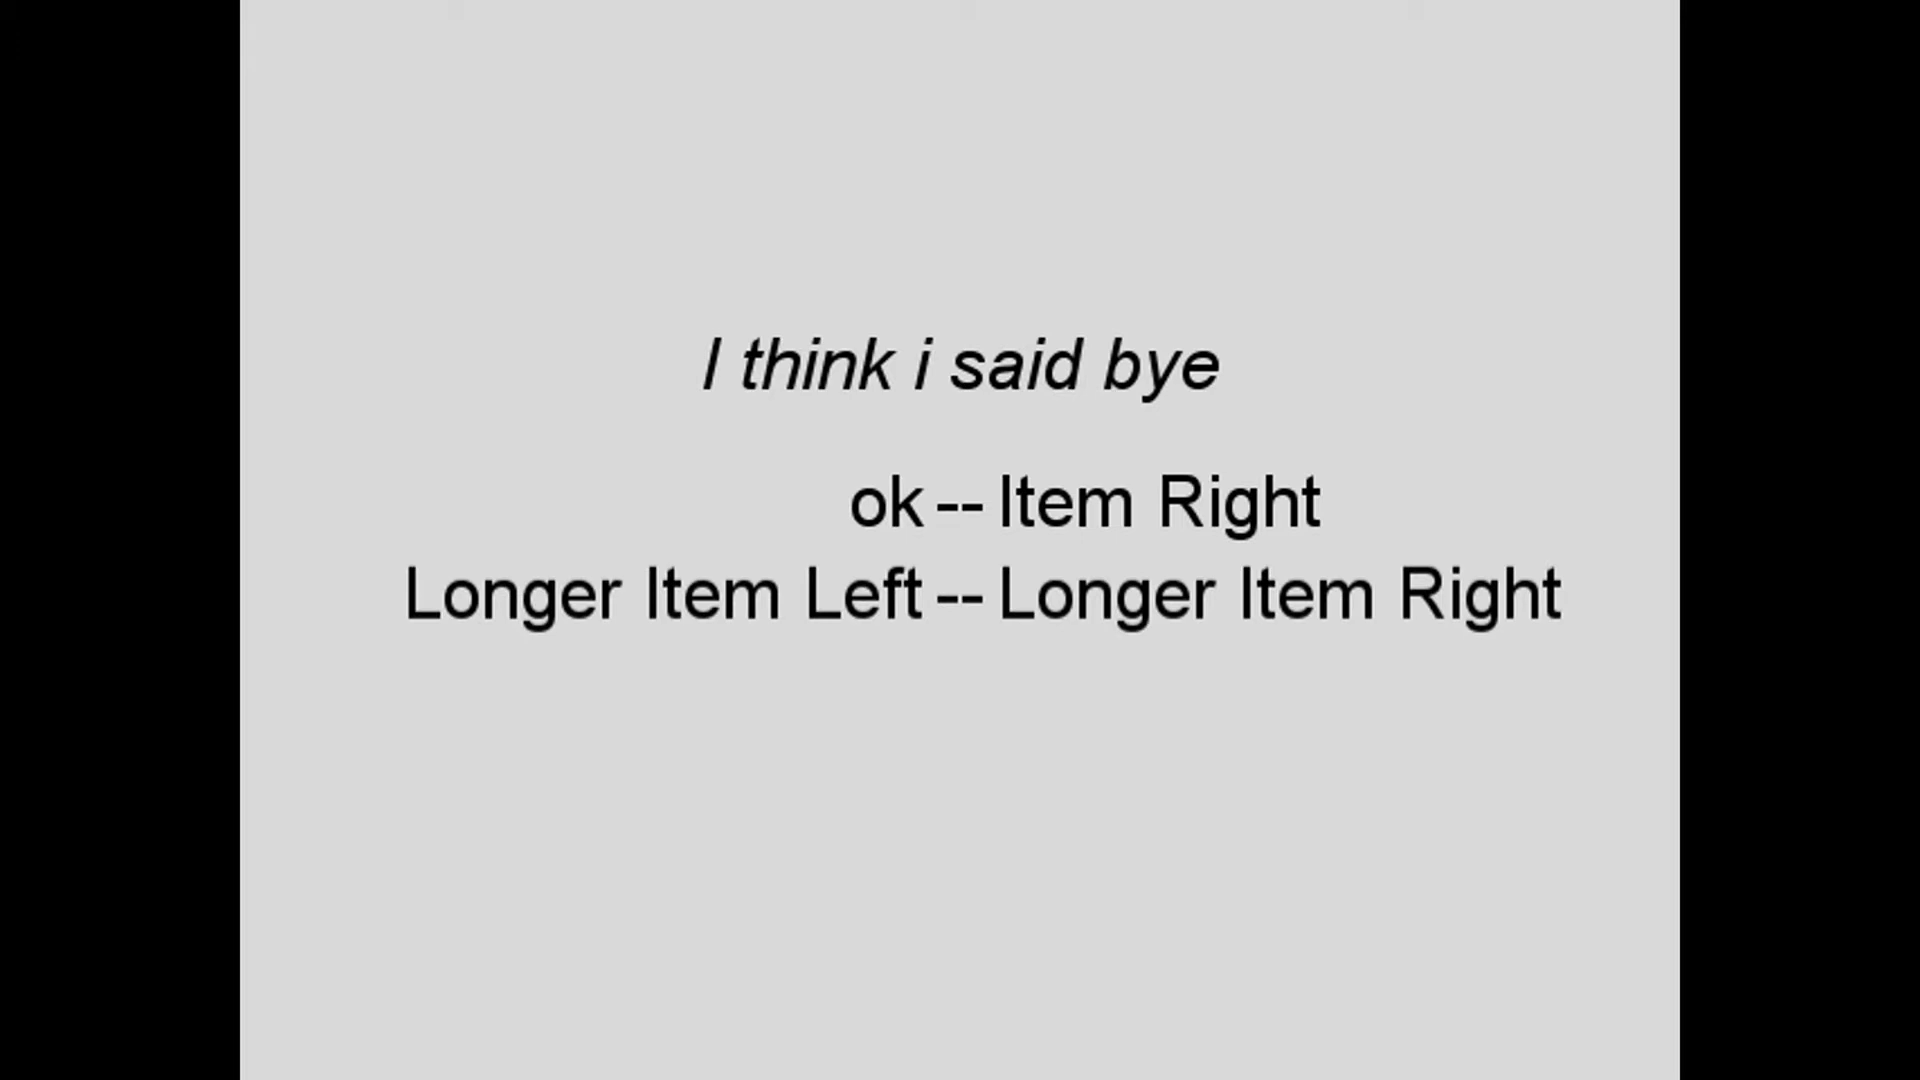 I think i said bye
ok -- Item Right
Longer Item Left -- Longer Item Right